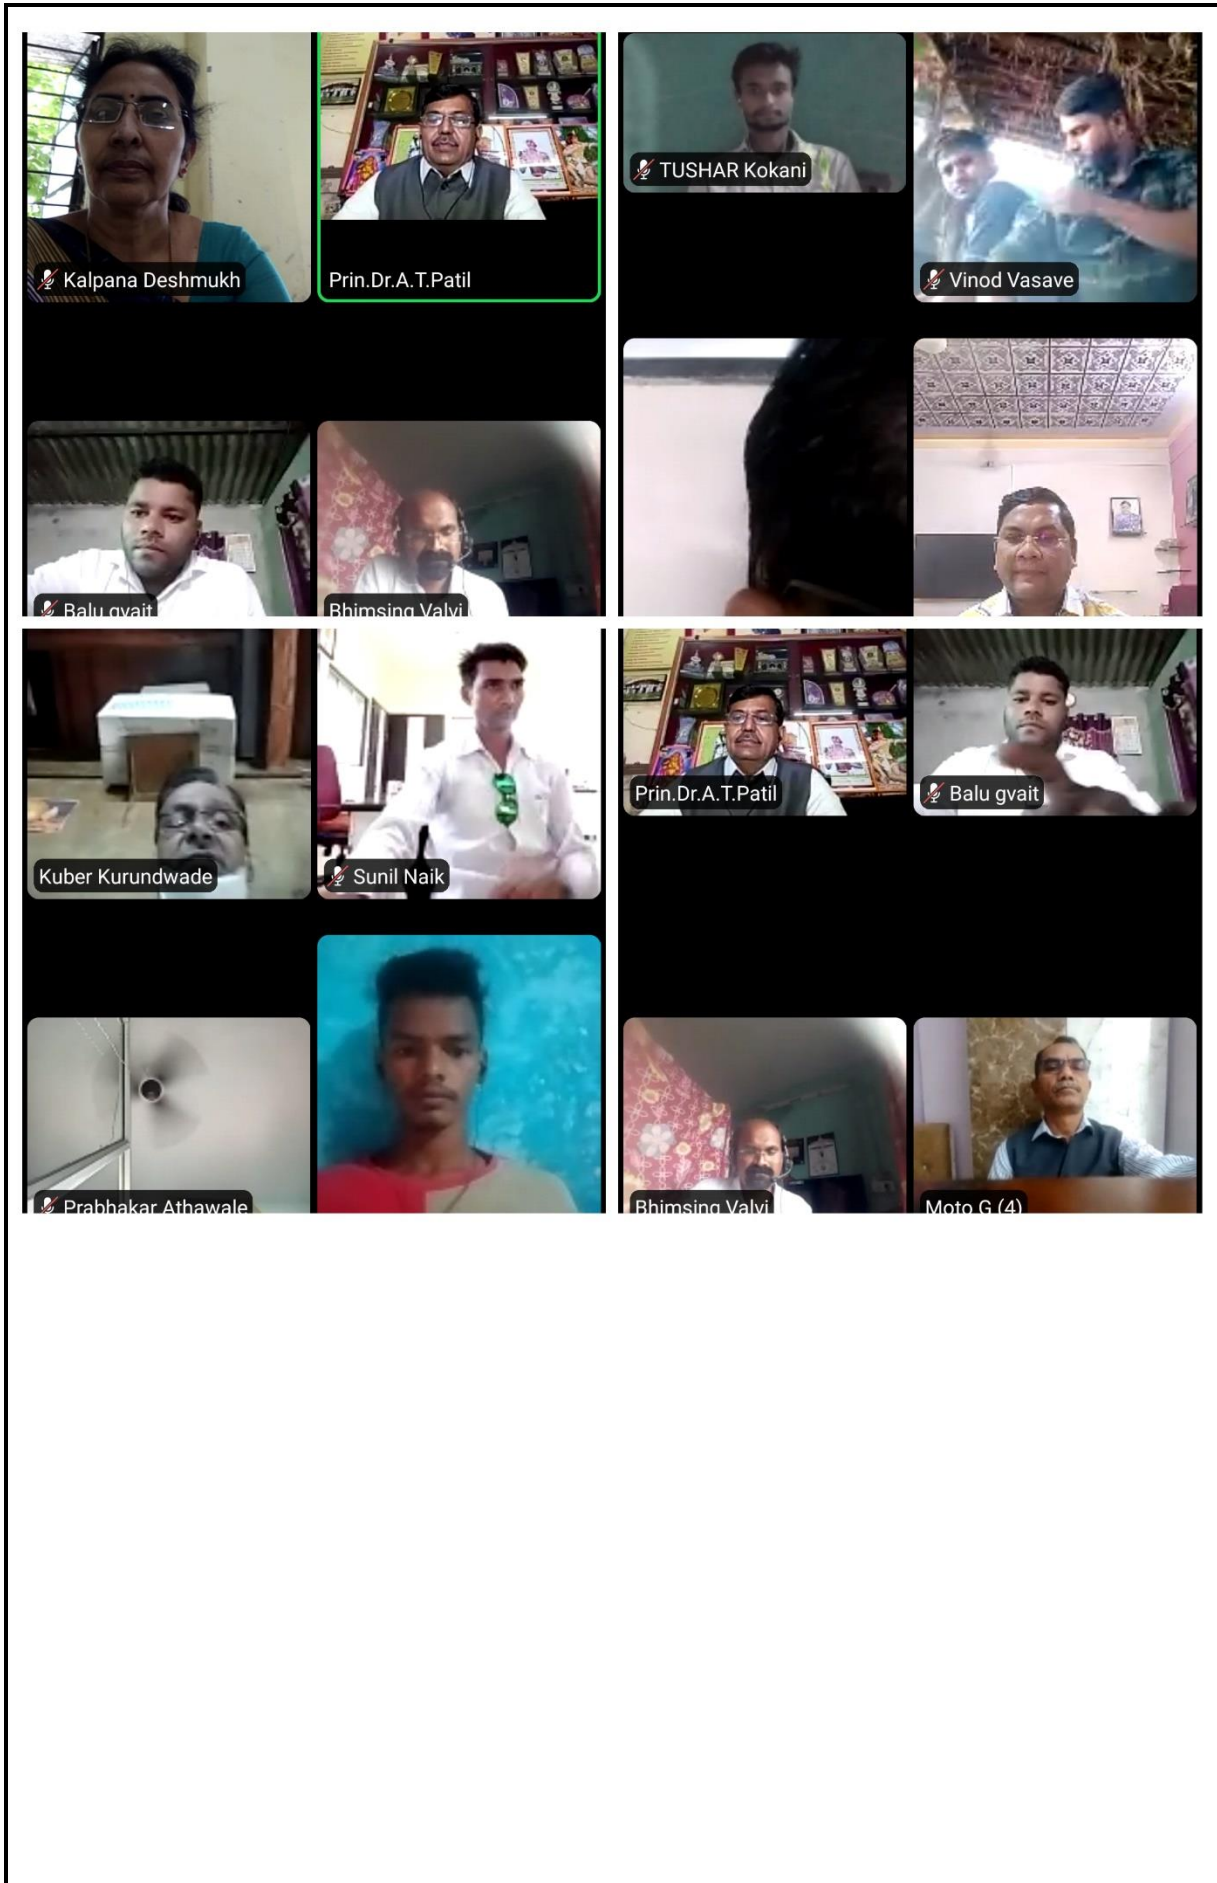 Kalpana Deshmukh
Prin.Dr.A.T.Patil
TUSHAR Kokani
Vinod Vasave
Balu gvait
Bhimsing Valvi
Kuber Kurundwade
Sunil Naik
Prin.Dr.A.T.Patil
Balu gvait
Prabhakar Athawale
Bhimsing Valvi
Moto G (4)